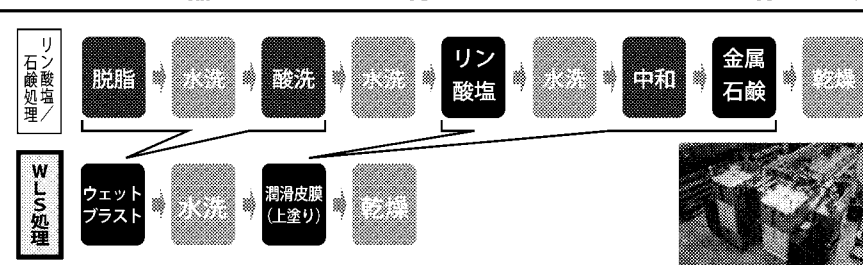 リン酸塩／
石鹸処理
脱脂
水洗
酸洗
水洗
リン
酸塩
水洗
中和
金属
石鹸
乾燥
WLS処理
ウェット
ブラスト
水洗
潤滑皮膜
(上塗り)
乾燥